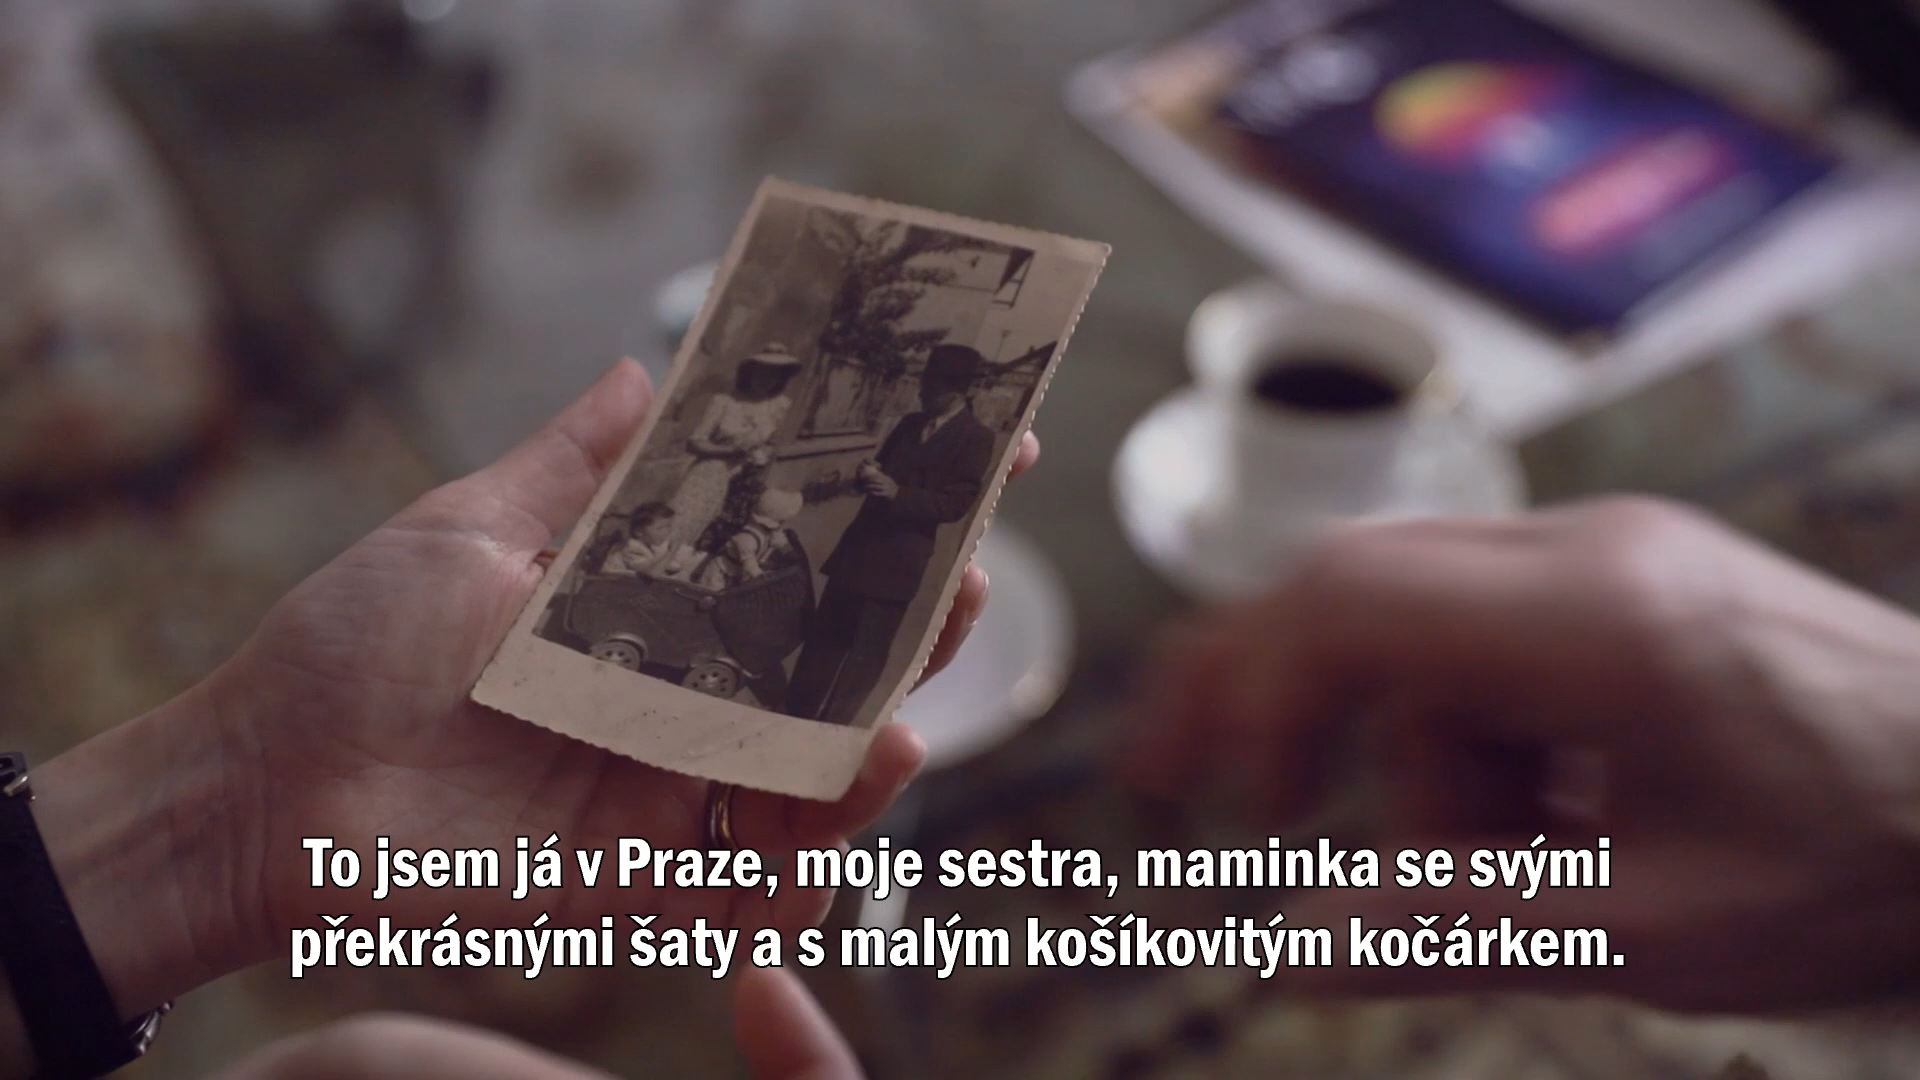 To jsem já v Praze, moje sestra, maminka se svými
překrásnými šaty a s malým košíkovitým kočárkem.